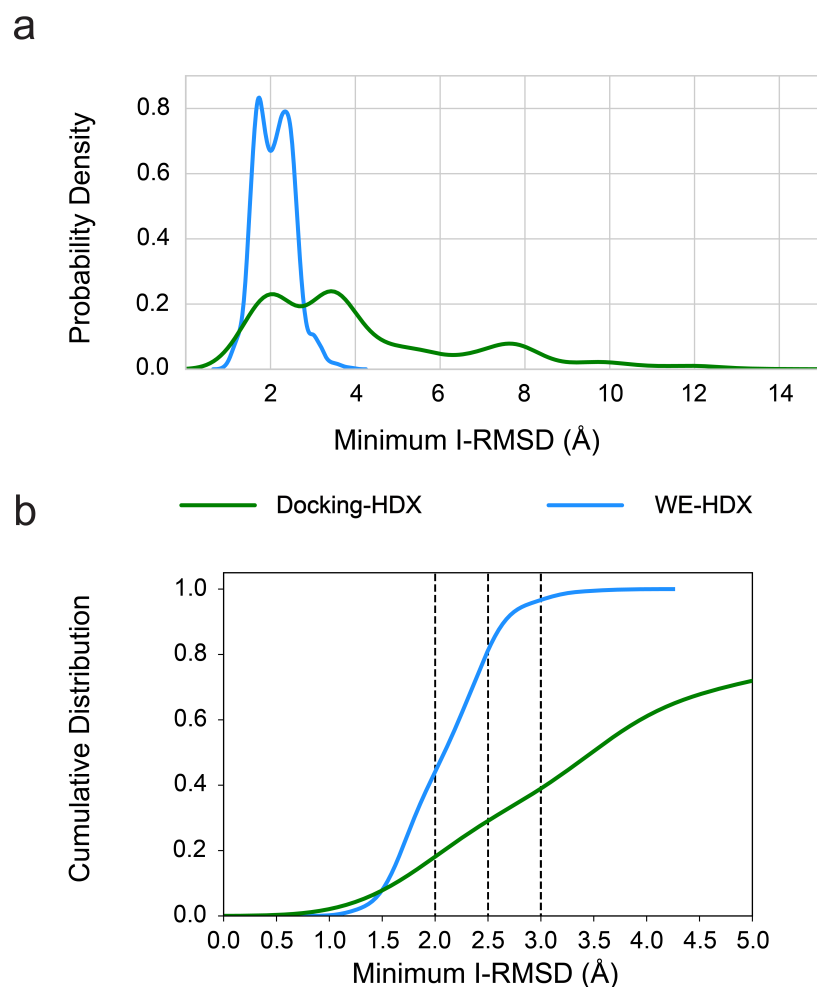 a
Probability Density
0.8
0.6
0.4
0.2
0.0
2 4 6 8 10 12 14
Minimum I-RMSD (Å)
Docking-HDX WE-HDX
b
Cumulative Distribution
1.0
0.8
0.6
0.4
0.2
0.0
0.0 0.5 1.0 1.5 2.0 2.5 3.0 3.5 4.0 4.5 5.0
Minimum I-RMSD (Å)